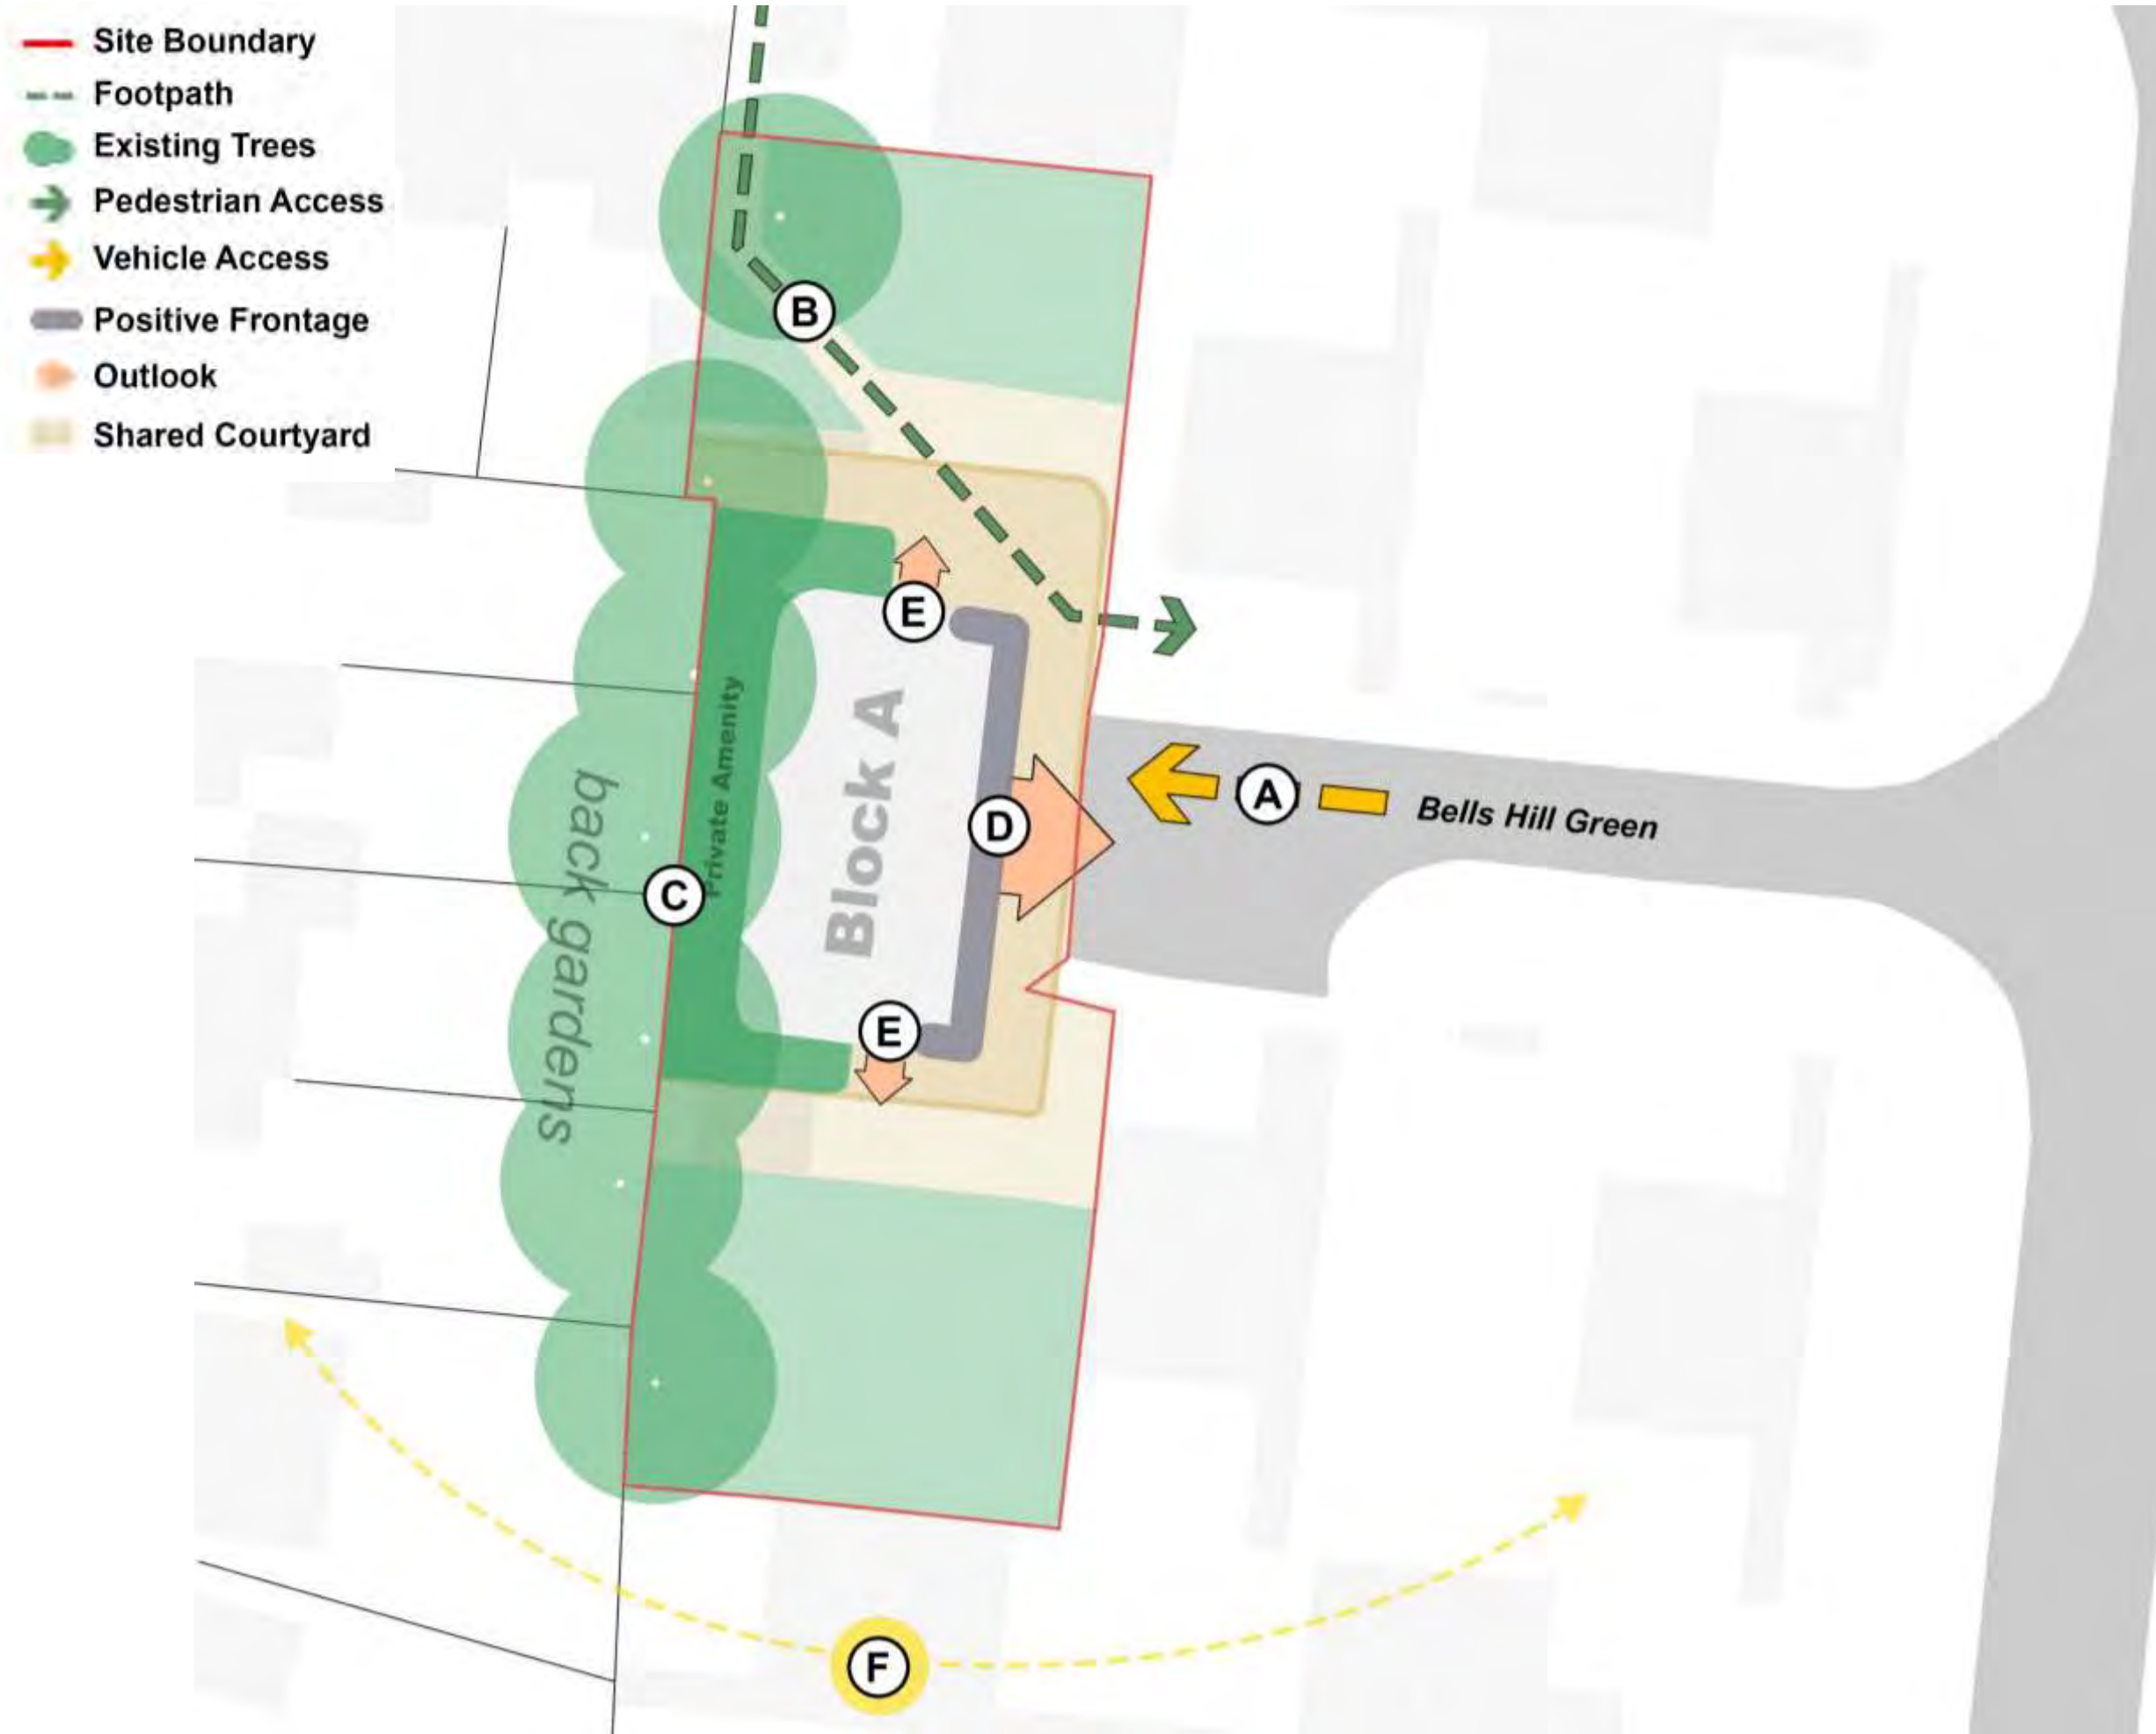 Site Boundary
Footpath
Existing Trees
Pedestrian Access
Vehicle Access
Positive Frontage
Outlook
Shared Courtyard
B
E
Private Amenity
Block A
back gardens
A
Bells Hill Green
D
C
E
F